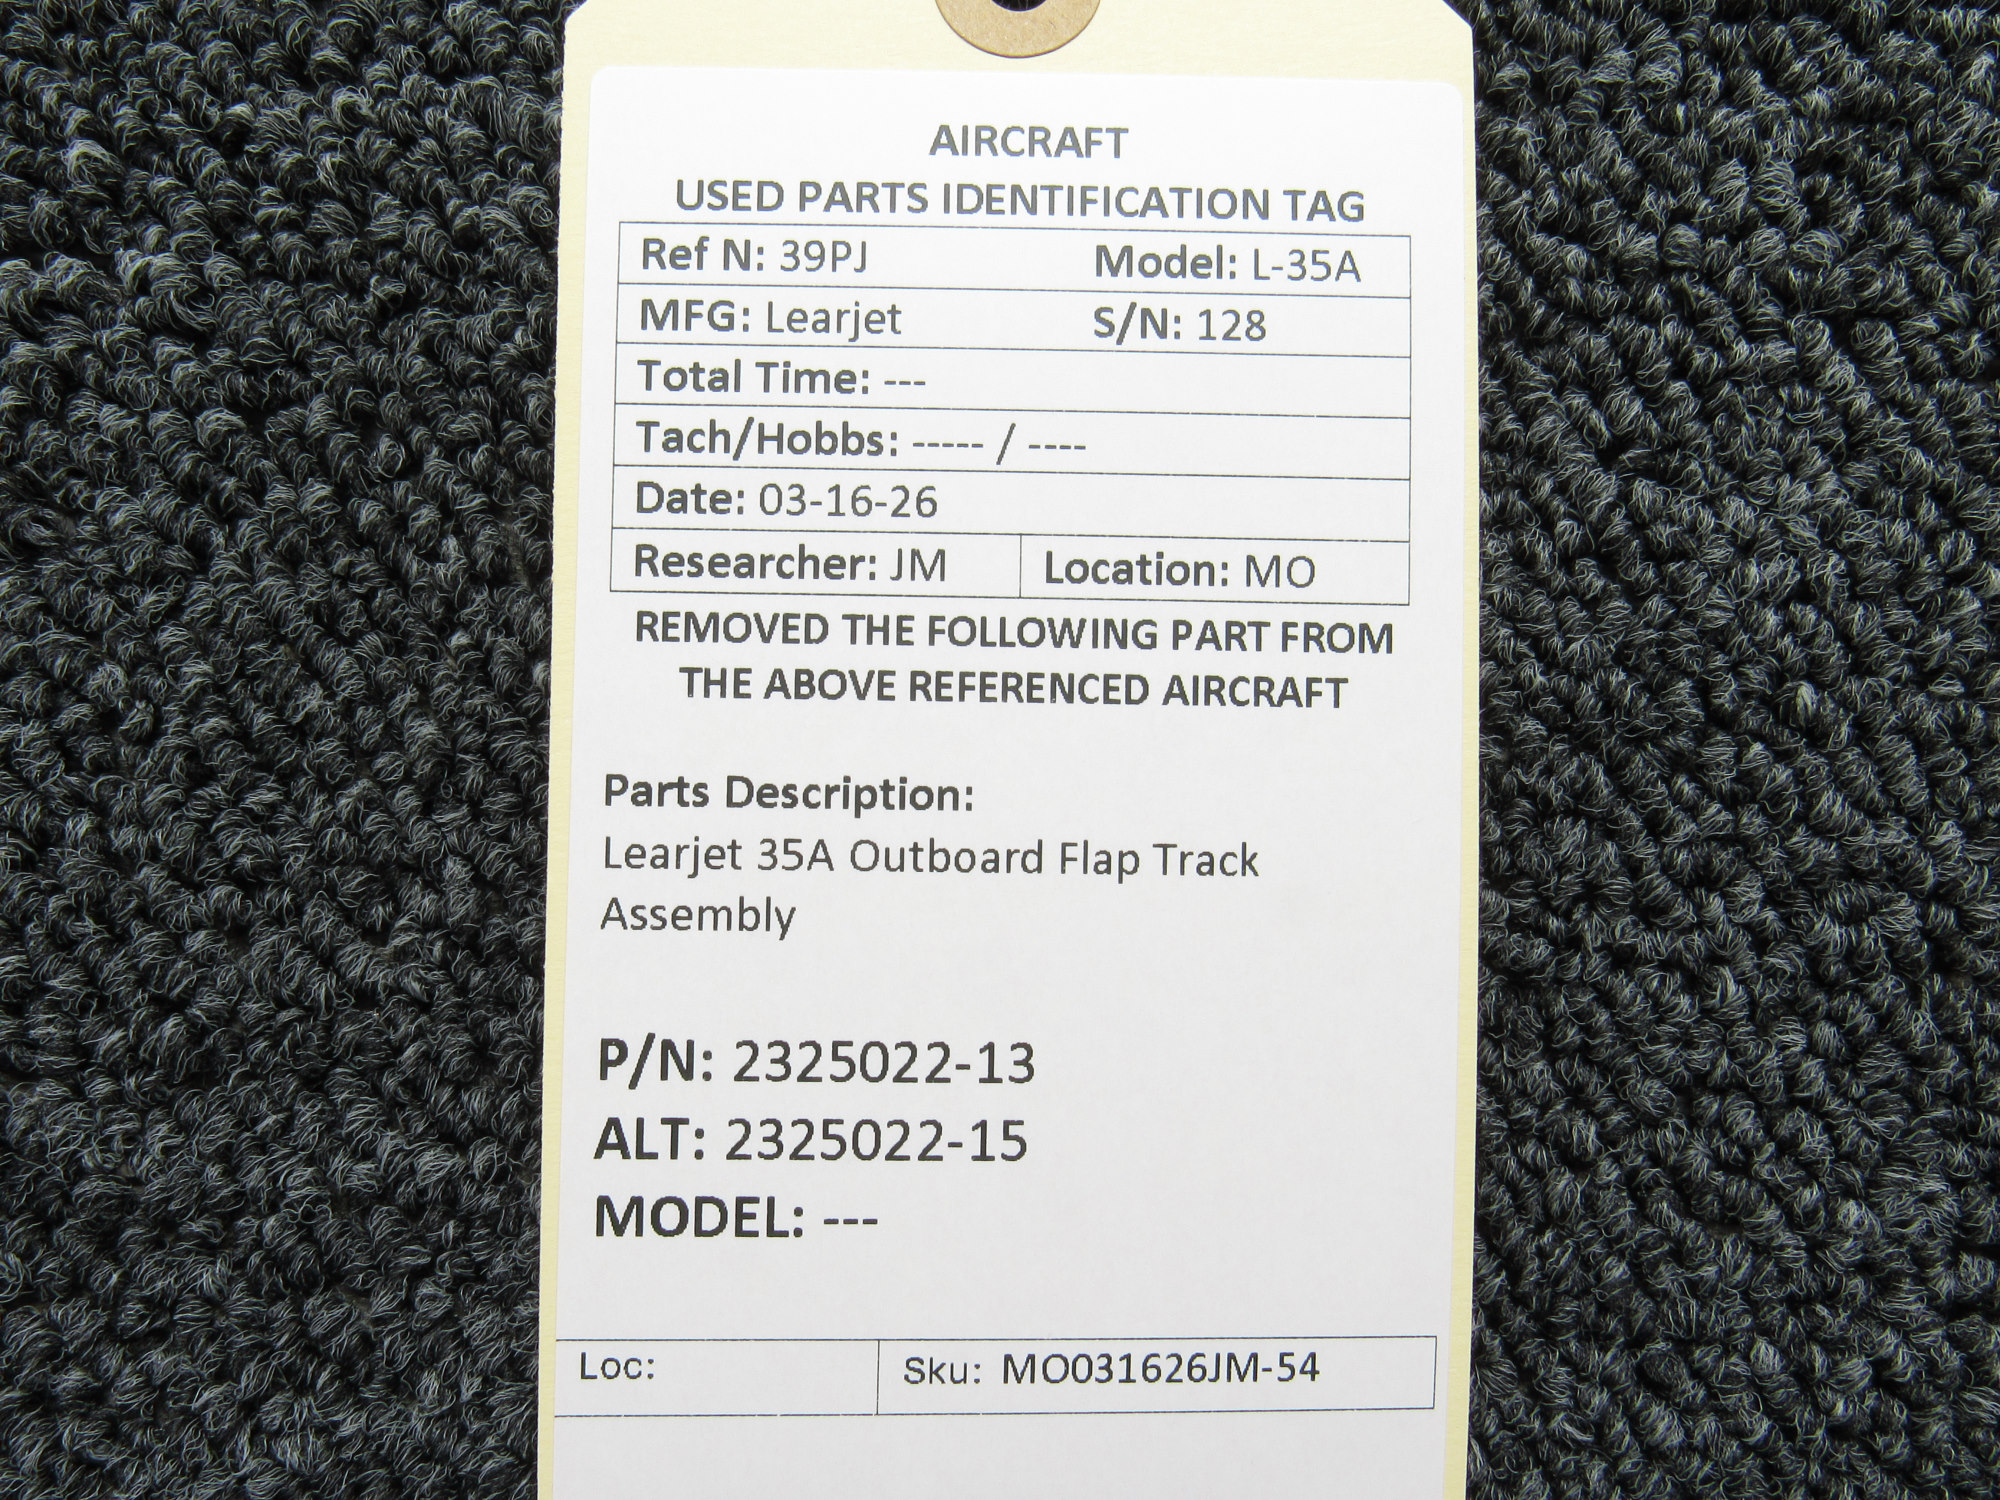 AIRCRAFT
USED PARTS IDENTIFICATION TAG
Ref N: 39PJ Model: L-35A
MFG: Learjet S/N: 128
Total Time: ---
Tach/Hobbs: ----- / ----
Date: 03-16-26
Researcher: JM Location: MO
REMOVED THE FOLLOWING PART FROM
THE ABOVE REFERENCED AIRCRAFT
Parts Description:
Learjet 35A Outboard Flap Track
Assembly
P/N: 2325022-13
ALT: 2325022-15
MODEL: ---
Loc: Sku: MO031626JM-54